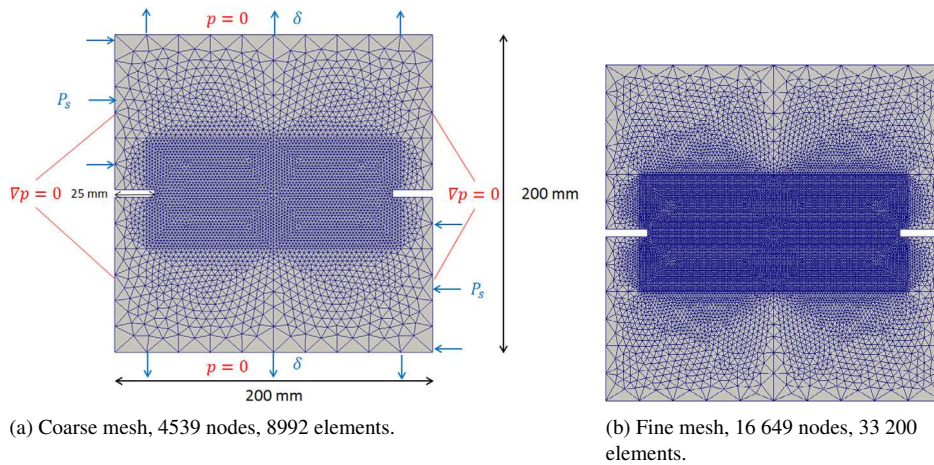 p = 0
δ
P_s
∇p = 0
25 mm
∇p = 0
200 mm
P_s
p = 0
δ
200 mm
(a) Coarse mesh, 4539 nodes, 8992 elements.
(b) Fine mesh, 16 649 nodes, 33 200
elements.